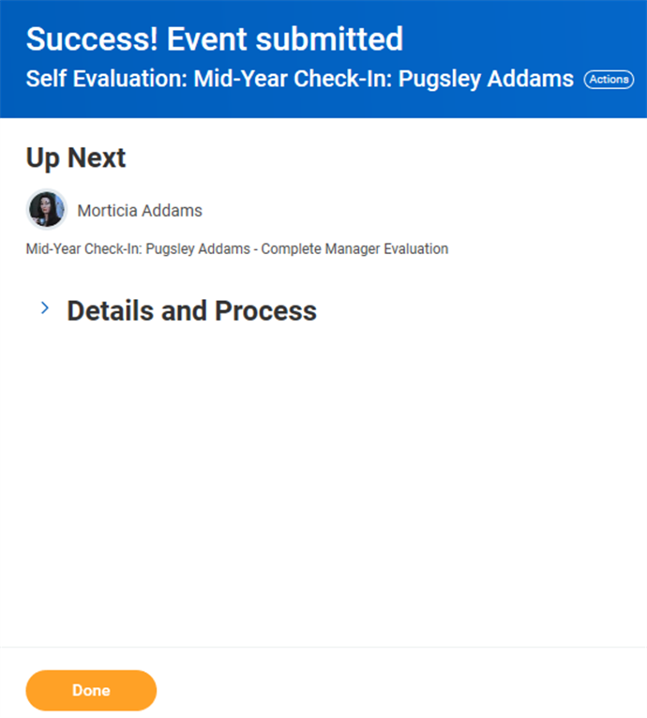 Success! Event submitted
Self Evaluation: Mid-Year Check-In: Pugsley Addams Actions
Up Next
Morticia Addams
Mid-Year Check-In: Pugsley Addams - Complete Manager Evaluation
Details and Process
Done